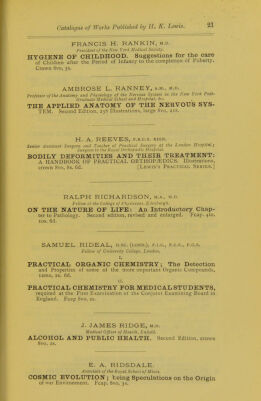 Catalogue of Works Published by H. K. Lewis. 21
FRANCIS H. RANKIN, M.D.
President of the New York Medical Society.
HYGIENE OF CHILDHOOD. Suggestions for the care
of Children after the Period of Infancy to the completion of Puberty.
Crown 8vo, 3s.
AMBROSE L. RANNEY, A.M., M.D.
Professor of the Anatomy and Physiology of the Nervous System in the New York Post-
Graduate Medical School and Hospital, &c.
THE APPLIED ANATOMY OF THE NERVOUS SYS-
TEM. Second Edition, 238 Illustrations, large 8vo, 21s.
H. A. REEVES, F.R.C.S. EDIN.
Senior Assistant Surgeon and Teacher of Practical Surgery at the London Hospital;
Surgeon to the Royal Orthopædic Hospital.
BODILY DEFORMITIES AND THEIR TREATMENT:
A HANDBOOK OF PRACTICAL ORTHOPÆDICS. Illustrations,
crown 8vo, 8s. 6d. [LEWIS'S PRACTICAL SERIES.]
RALPH RICHARDSON, M.A., M.D.
Fellow of the College of Physicians, Edinburgh.
ON THE NATURE OF LIFE: An Introductory Chap-
ter to Pathology. Second edition, revised and enlarged. Fcap. 4to,
10s. 6d.
SAMUEL RIDEAL, D.SC. (LOND.), F.I.C., F.C.S., F.G.S.
Fellow of University College, London.
I.
PRACTICAL ORGANIC CHEMISTRY; The Detection
and Properties of some of the more important Organic Compounds,
12mo, 2s. 6d.
II.
PRACTICAL CHEMISTRY FOR MEDICAL STUDENTS,
required at the First Examination of the Conjoint Examining Board in
England. Fcap 8vo, 2s.
J. JAMES RIDGE, M.D.
Medical Officer of Health, Enfield.
ALCOHOL AND PUBLIC HEALTH. Second Edition, crown
8vo, 2s.
E. A. RIDSDALE,
Associate of the Royal School of Mines.
COSMIC EVOLUTION; being Speculations on the Origin
of our Environment. Fcap. 8vo, 3s.